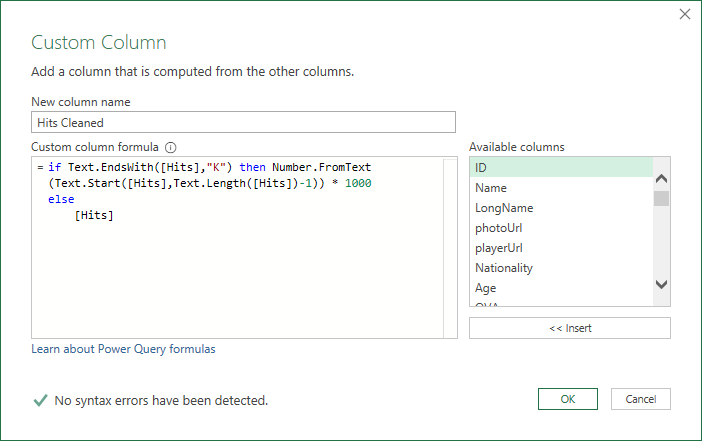 Custom Column
Add a column that is computed from the other columns.
New column name
Hits Cleaned
Custom column formula
= if Text.EndsWith([Hits],"K") then Number.FromText
(Text.Start([Hits],Text.Length([Hits])-1)) * 1000
else
[Hits]
Available columns
ID
Name
LongName
photoUrl
playerUrl
Nationality
Age
<< Insert
Learn about Power Query formulas
No syntax errors have been detected.
OK
Cancel